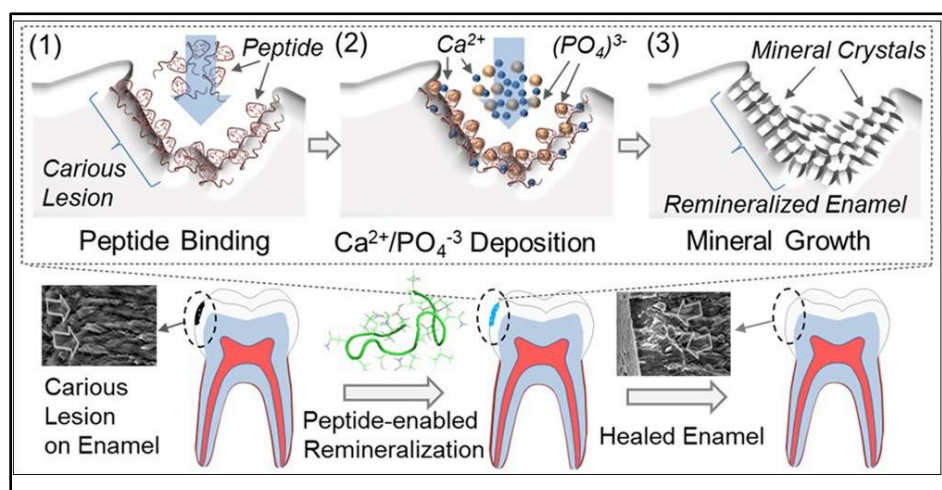 (1)
Peptide
(2)
Ca²⁺
(PO₄)³⁻
(3)
Mineral Crystals
Carious
Lesion
Remineralized Enamel
Peptide Binding
Ca²⁺/PO₄⁻³ Deposition
Mineral Growth
Carious
Lesion
on Enamel
Peptide-enabled
Remineralization
Healed Enamel